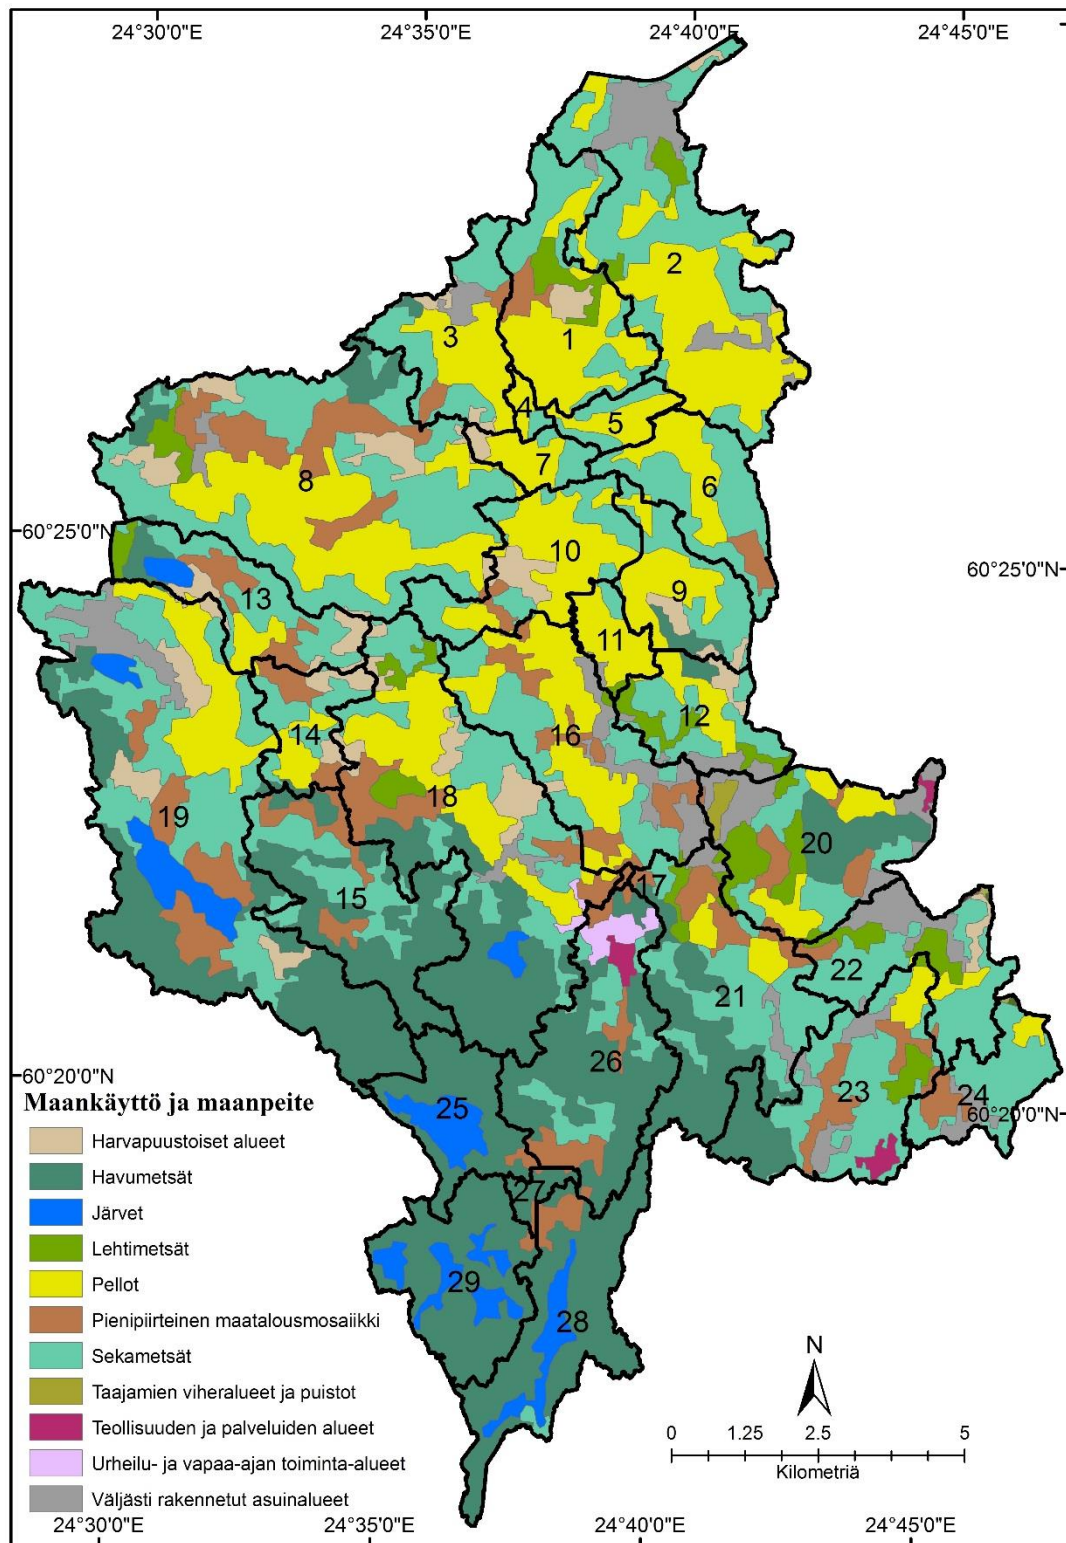 24°30'0"E 24°35'0"E 24°40'0"E 24°45'0"E
2
3 1
4 5
7
8 6
60°25'0"N
10
60°25'0"N
13 9
11
14 16 12
18
19 20
15 17
22
21
26
60°20'0"N
23 24
25 60°20'0"N
27
29
28
Maankäyttö ja maanpeite
Harvapuustoiset alueet
Havumetsät
Järvet
Lehtimetsät
Pellot
Pienipiirteinen maatalousmosaiikki
Sekametsät
Taajamien viheralueet ja puistot
Teollisuuden ja palveluiden alueet
Urheilu- ja vapaa-ajan toiminta-alueet
Väljästi rakennetut asuinalueet
N
0 1.25 2.5 5
Kilometriä
24°30'0"E 24°35'0"E 24°40'0"E 24°45'0"E